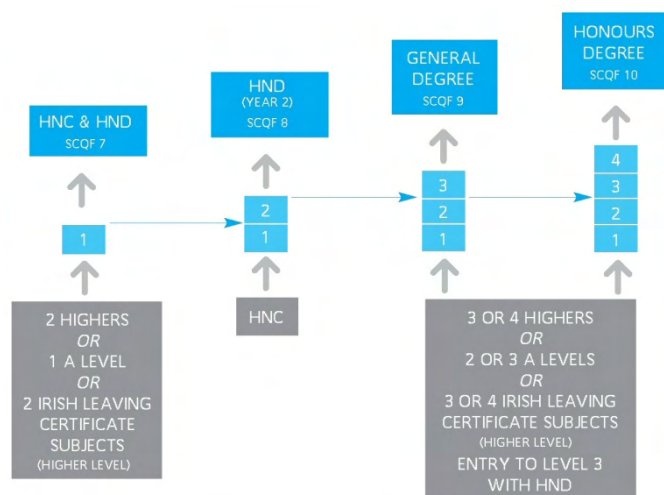 HNC & HND
SCQF 7
1
2 HIGHERS
OR
1 A LEVEL
OR
2 IRISH LEAVING
CERTIFICATE
SUBJECTS
(HIGHER LEVEL)
HND
(YEAR 2)
SCQF 8
2
1
HNC
GENERAL
DEGREE
SCQF 9
3
2
1
HONOURS
DEGREE
SCQF 10
4
3
2
1
3 OR 4 HIGHERS
OR
2 OR 3 A LEVELS
OR
3 OR 4 IRISH LEAVING
CERTIFICATE SUBJECTS
(HIGHER LEVEL)
ENTRY TO LEVEL 3
WITH HND